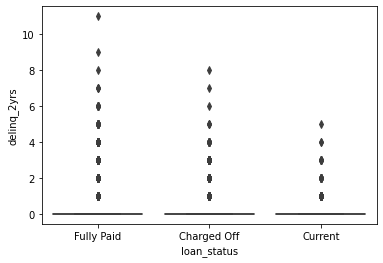 10
8
6
4
2
0
delinq_2yrs
Fully Paid
Charged Off
Current
loan_status